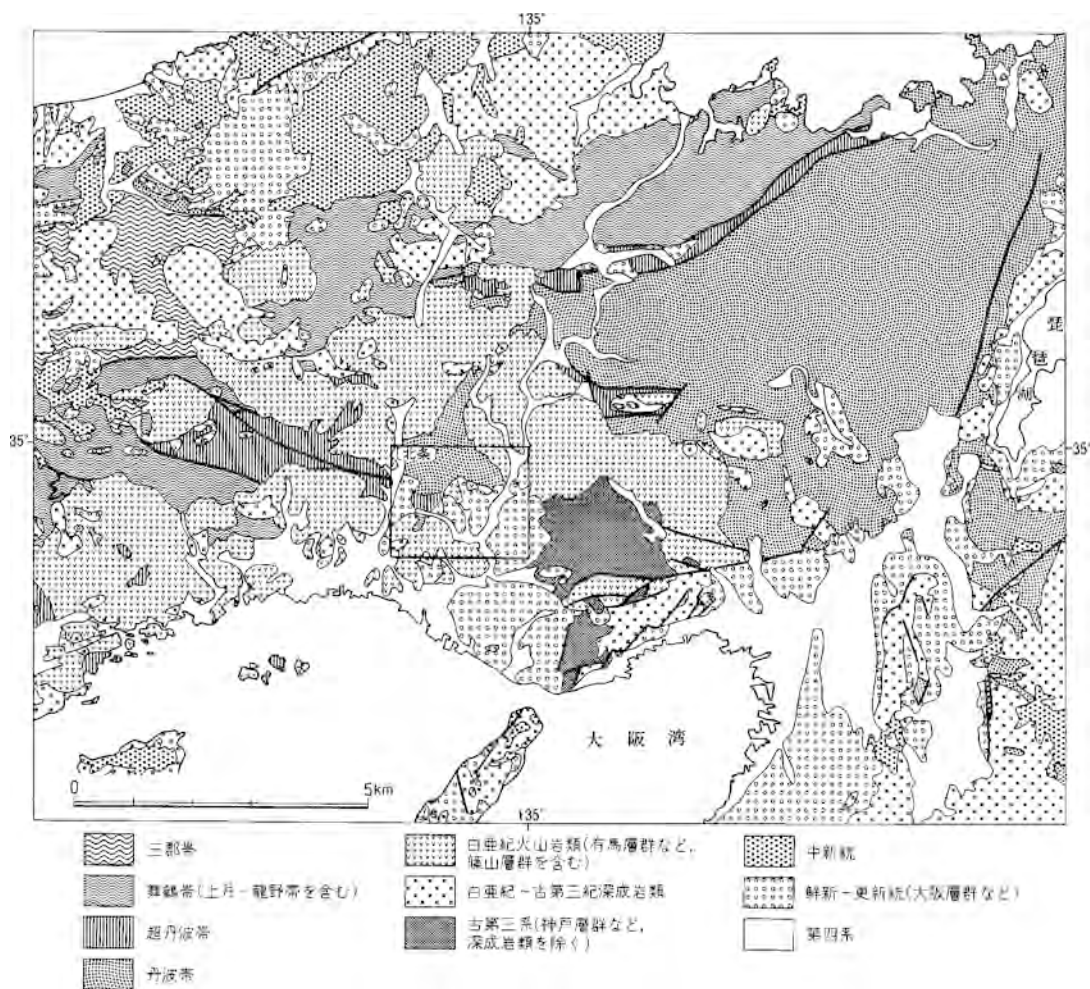 135°
琵
琶
湖
35°
35°
北条
大阪湾
0
5km
135°
三郡帯
舞鶴帯(上月-龍野帯を含む)
超丹波帯
丹波帯
白亜紀火山岩類(有馬層群など,
篠山層群を含む)
白亜紀~古第三紀深成岩類
古第三系(神戸層群など,
深成岩類を除く)
中新統
鮮新-更新統(大阪層群など)
第四系